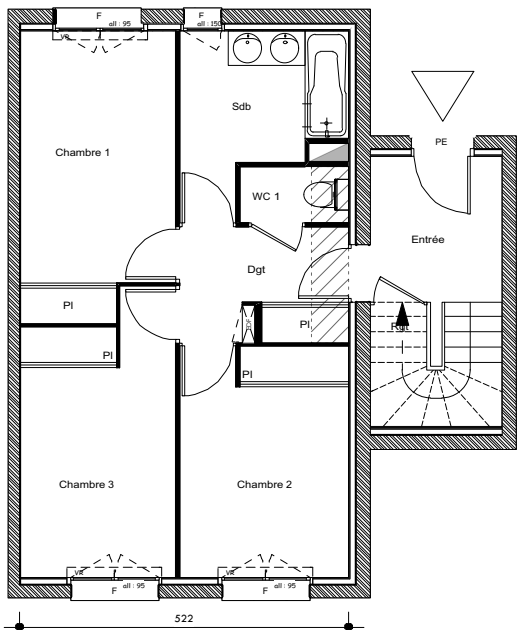 F
F
VR
all : 95
all : 150
Sdb
Chambre 1
PE
WC 1
Entrée
Dgt
Pl
Pl
Pl
Pl
Chambre 3
Chambre 2
VR
all : 95
VR
all : 95
F
F
522